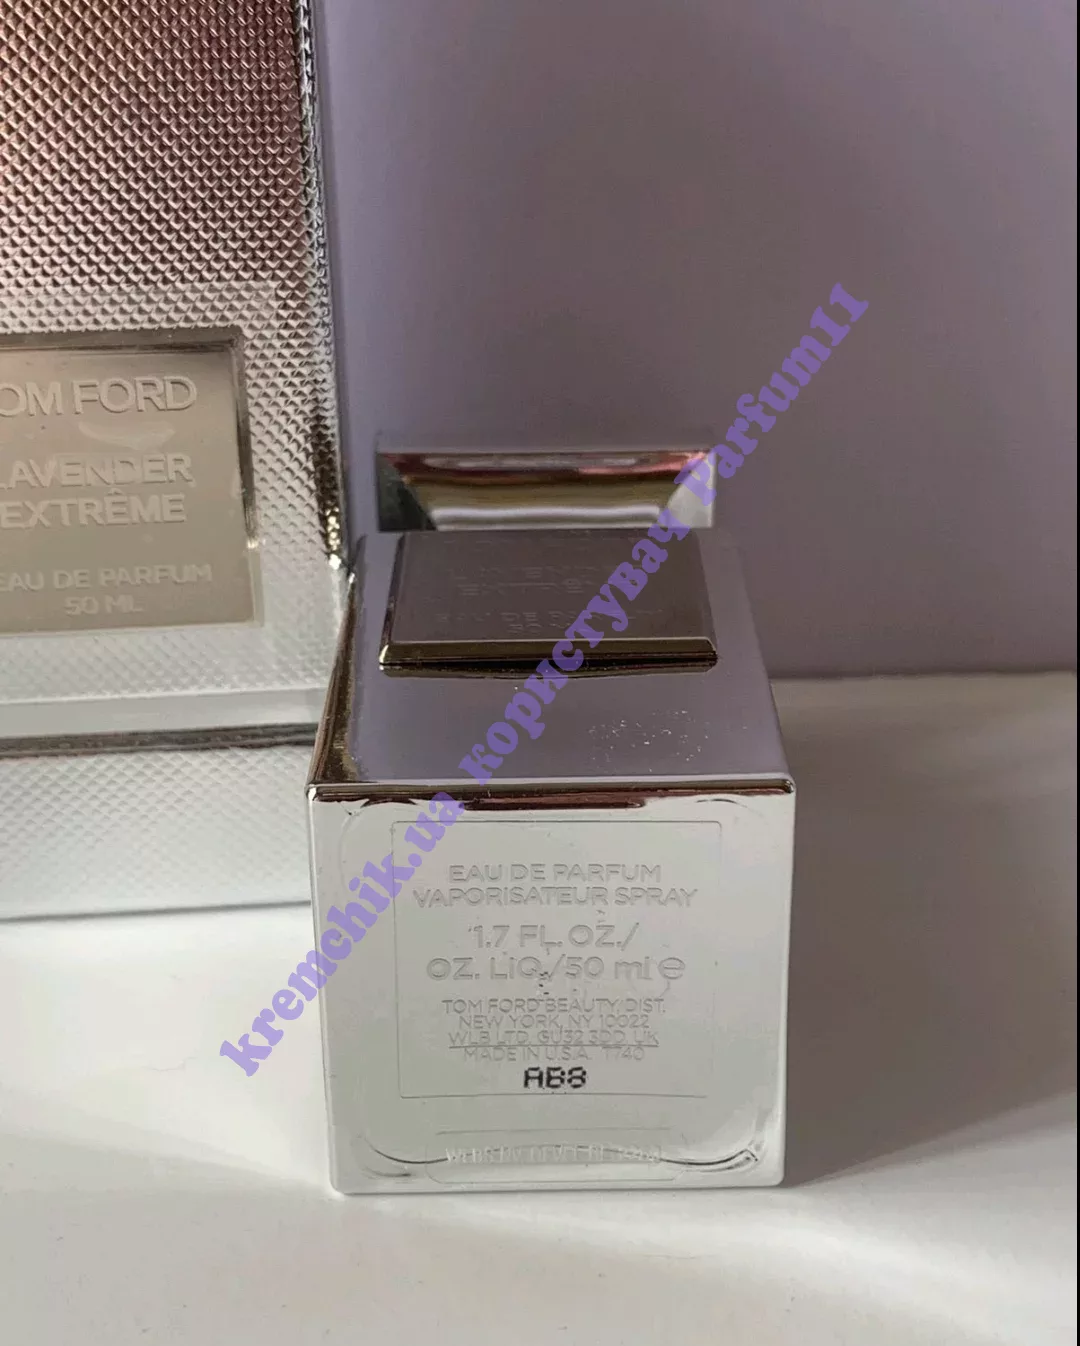 TOM FORD
LAVENDER
EXTRÊME
EAU DE PARFUM
50 ML
EAU DE PARFUM
VAPORISATEUR SPRAY
1.7 FL. OZ./
OZ. LIQ./50 ml ℮
TOM FORD BEAUTY, DIST.
NEW YORK, NY 10022
WLB LTD, GU32 3DD, UK
MADE IN U.S.A. T740
AB8
kremchik.ua користувач Parfum11